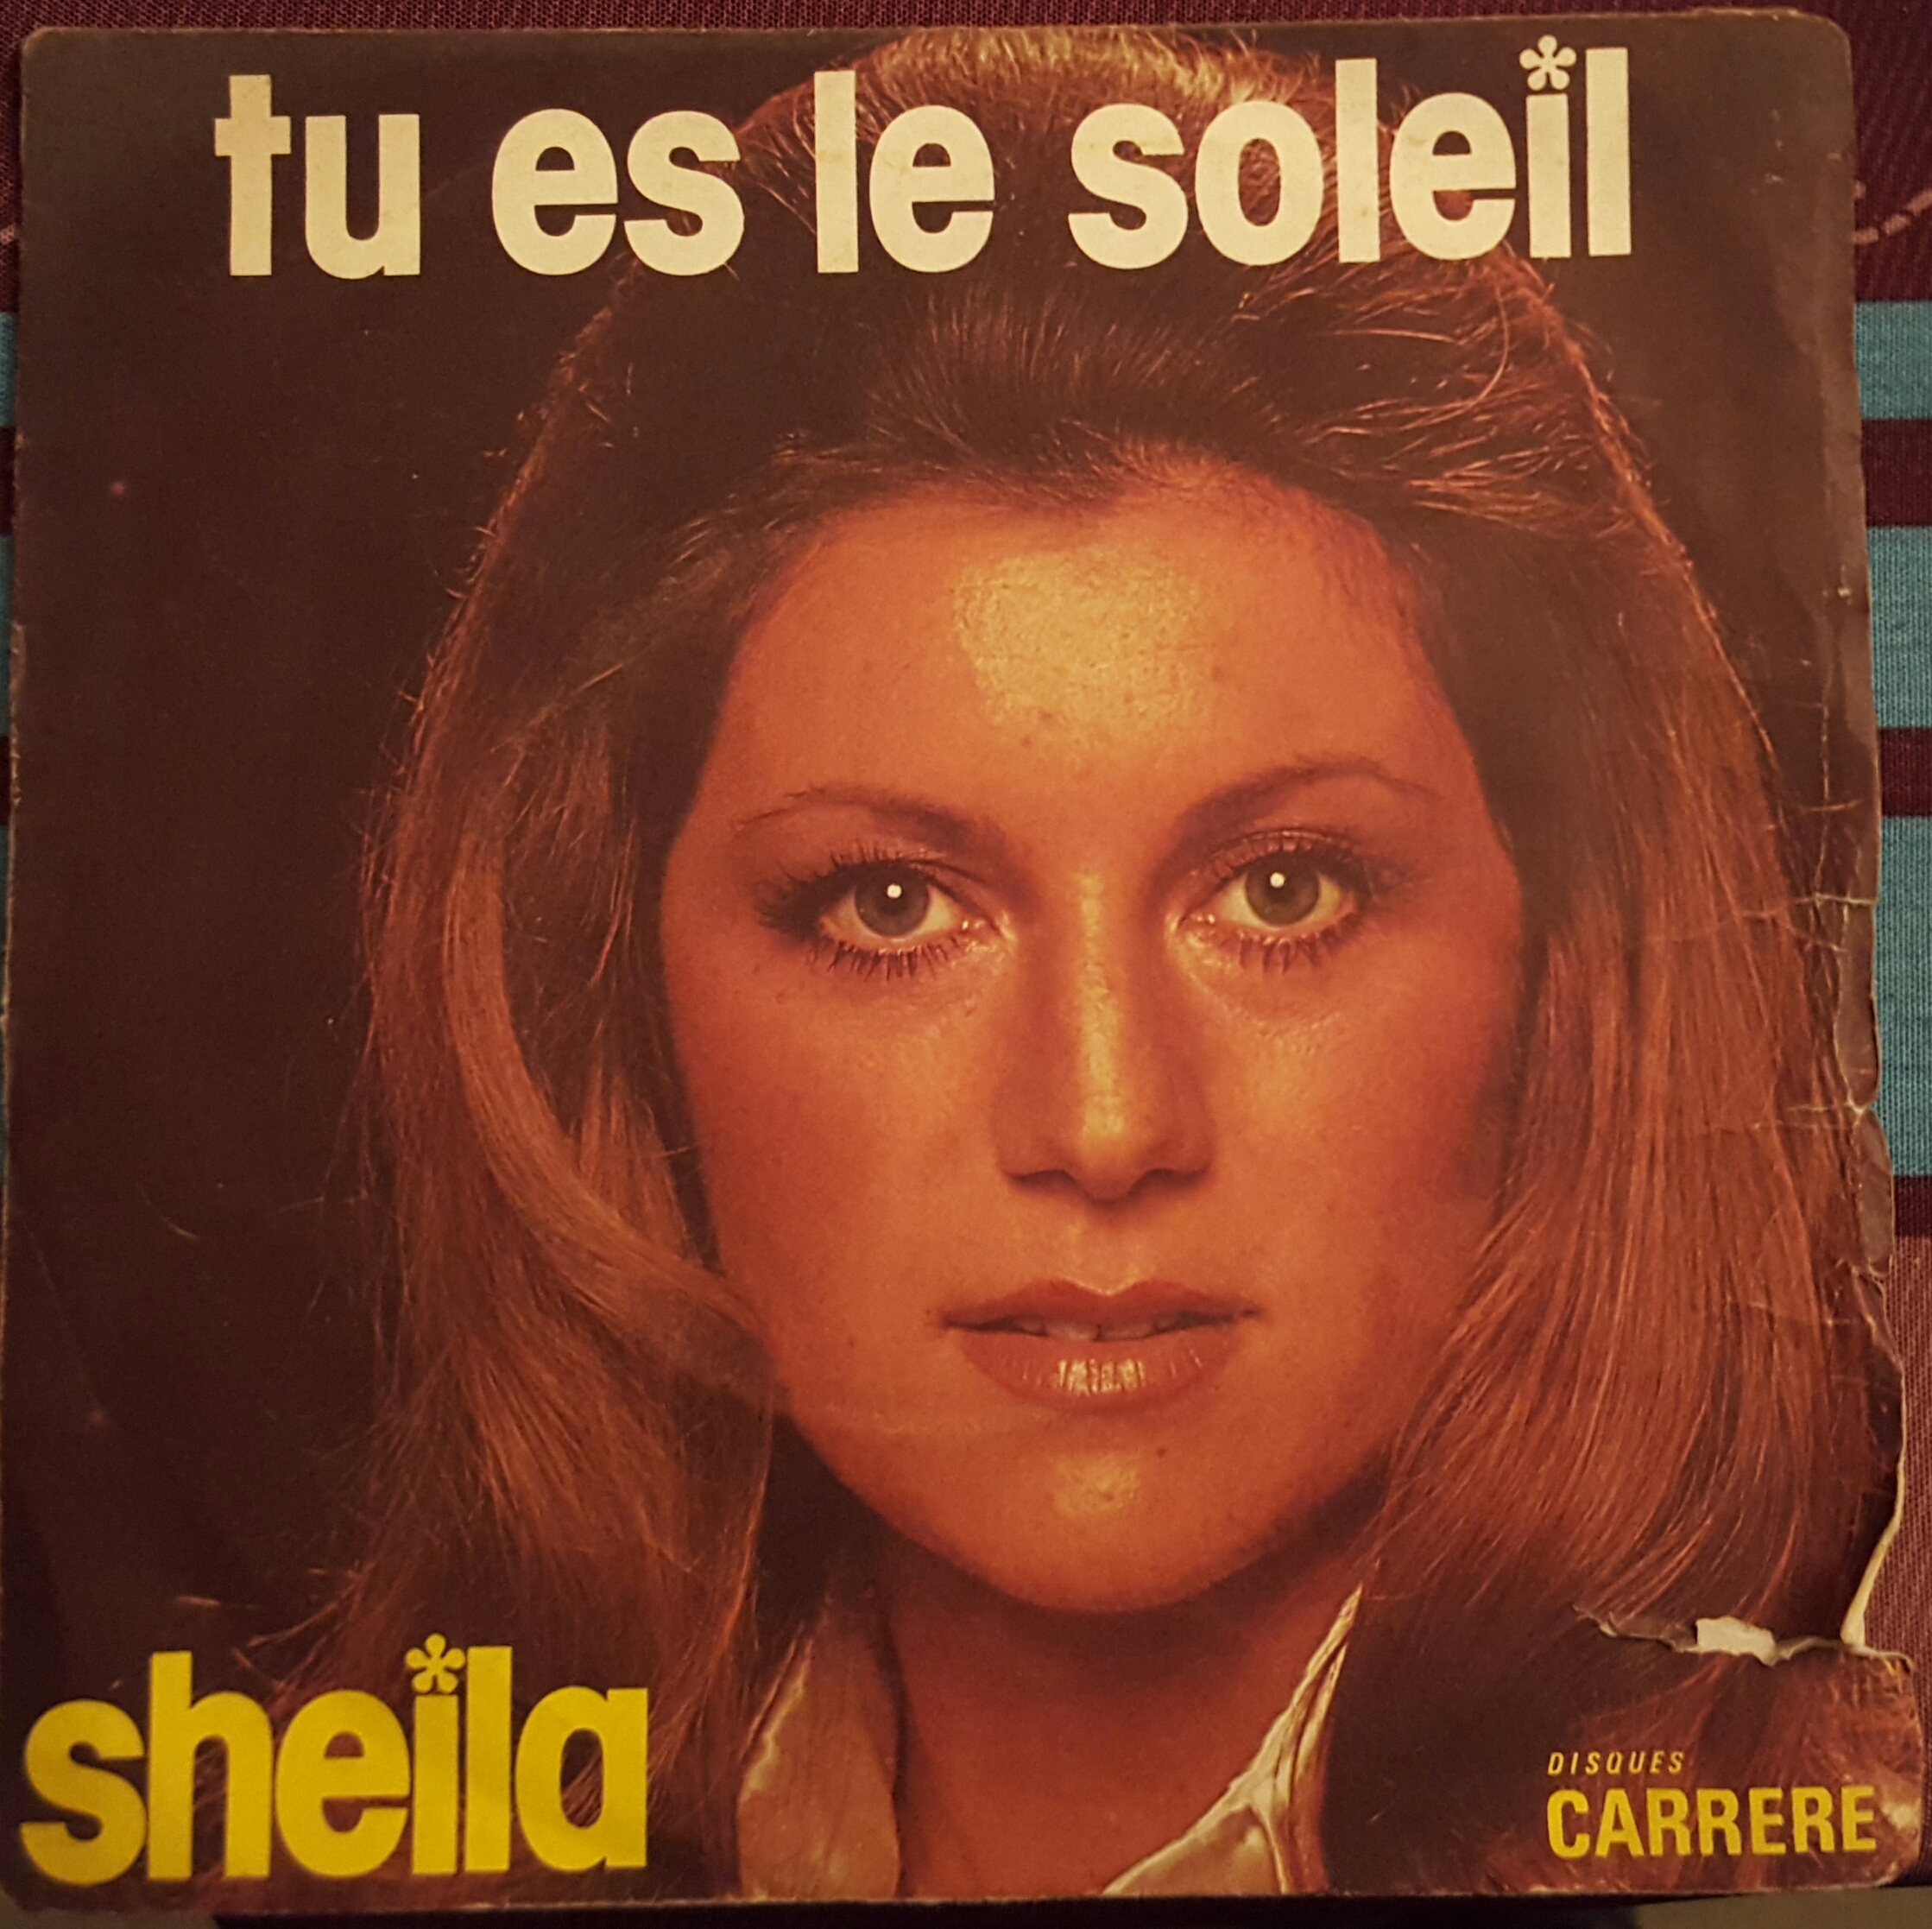 tu es le soleil
sheila
DISQUES
CARRERE